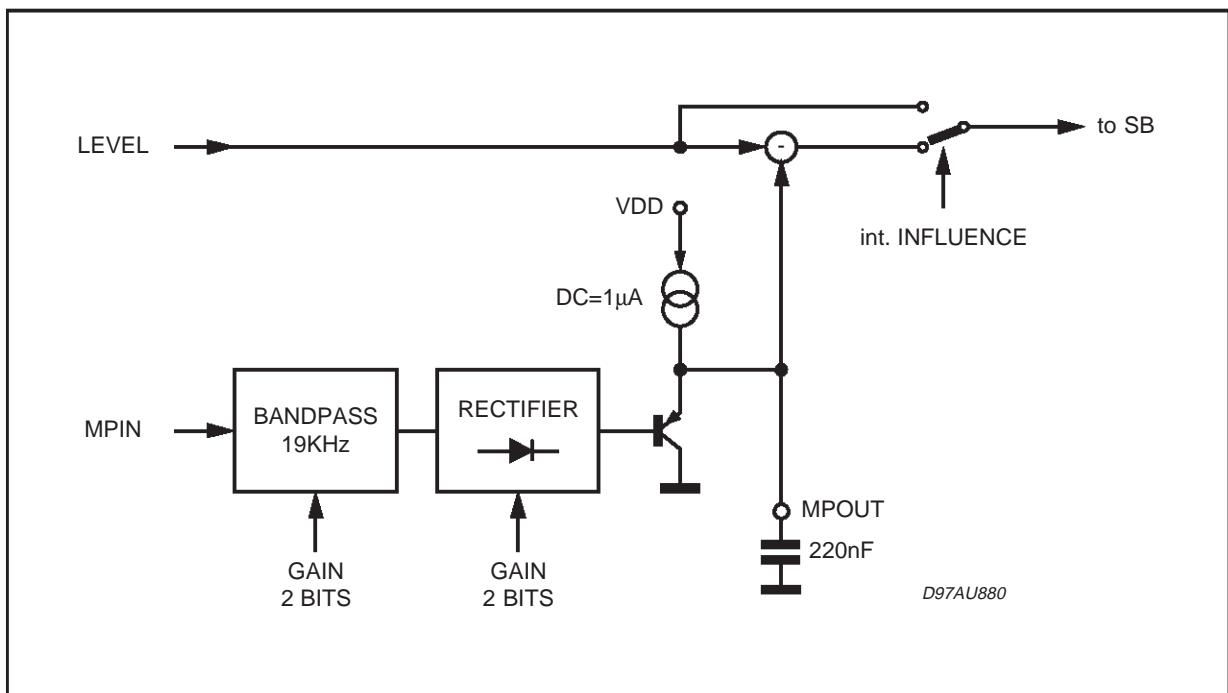 LEVEL
to SB
VDD
int. INFLUENCE
DC=1μA
MPIN
BANDPASS
19KHz
RECTIFIER
MPOUT
220nF
GAIN
2 BITS
GAIN
2 BITS
D97AU880
-